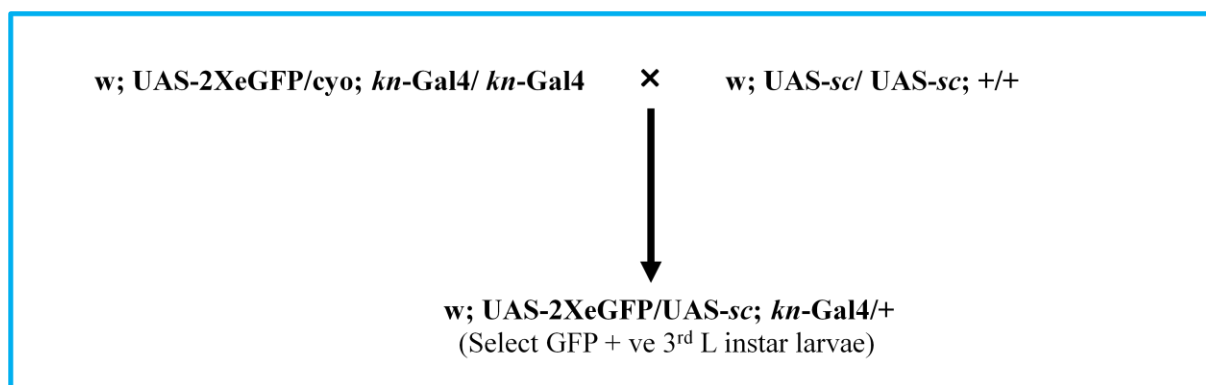 w; UAS-2XeGFP/cyo; kn-Gal4/ kn-Gal4 × w; UAS-sc/ UAS-sc; +/+
w; UAS-2XeGFP/UAS-sc; kn-Gal4/+
(Select GFP + ve 3rd L instar larvae)